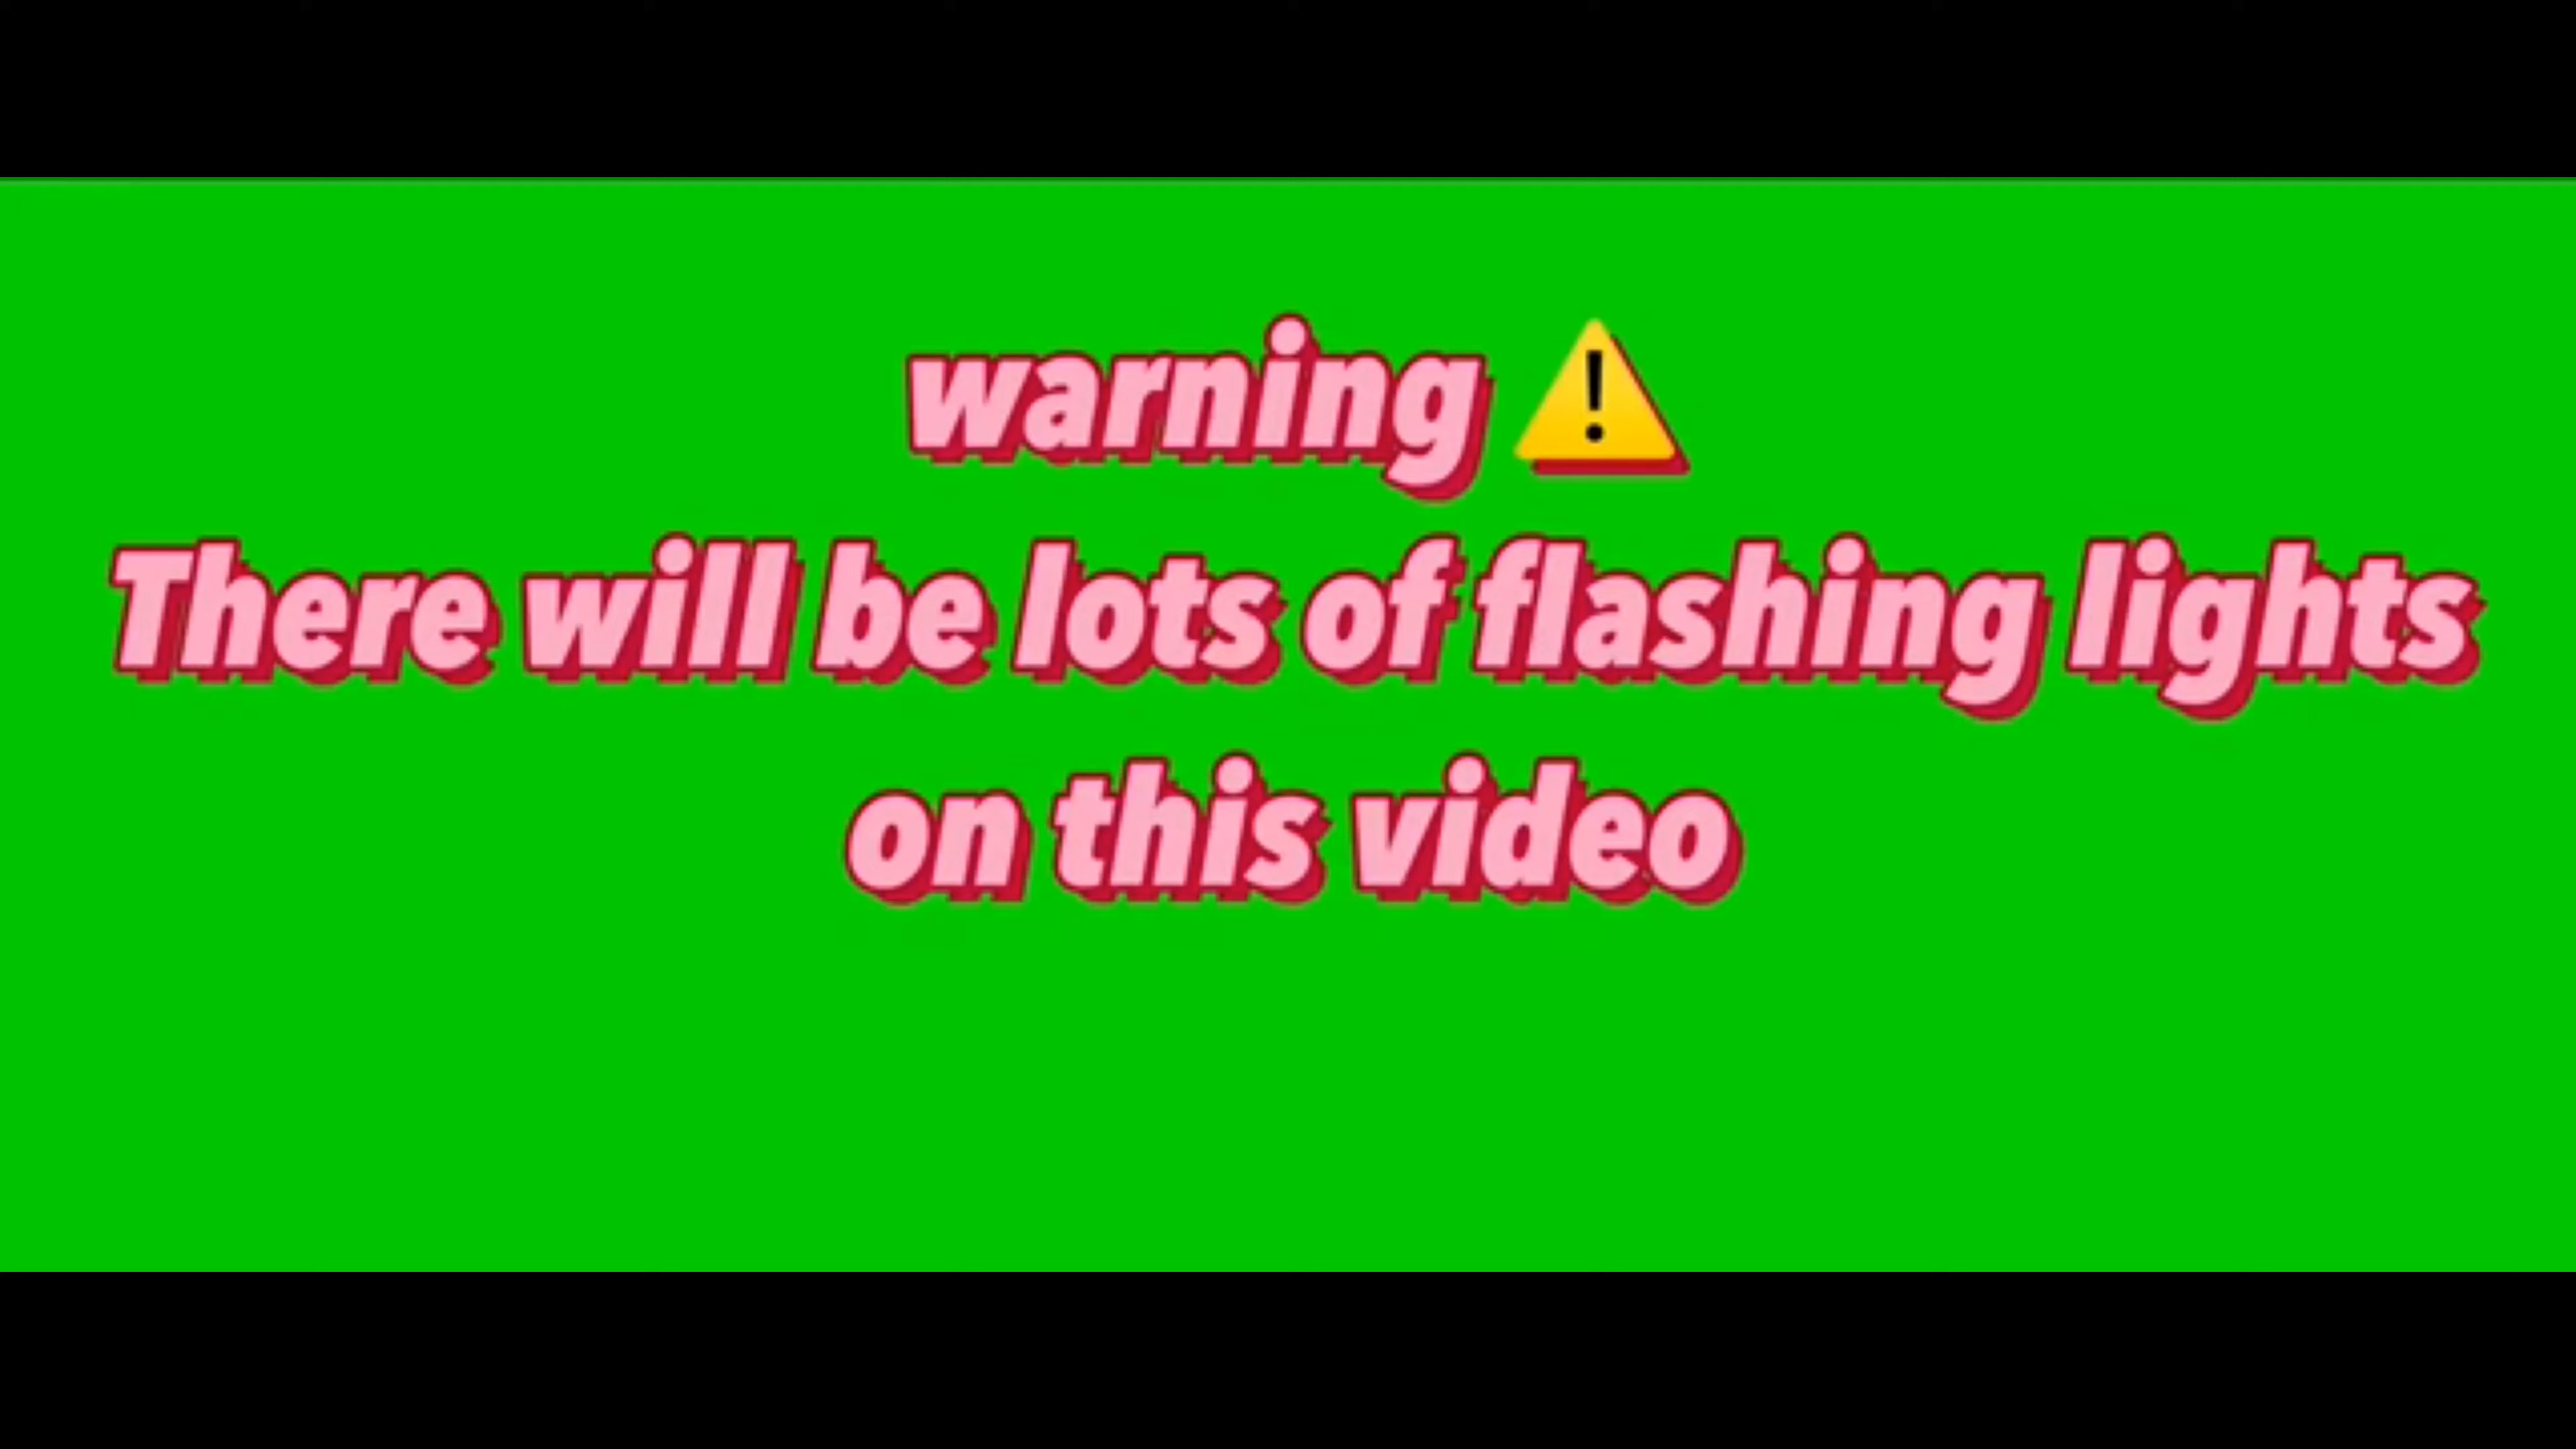 warning ⚠️
There will be lots of flashing lights
on this video